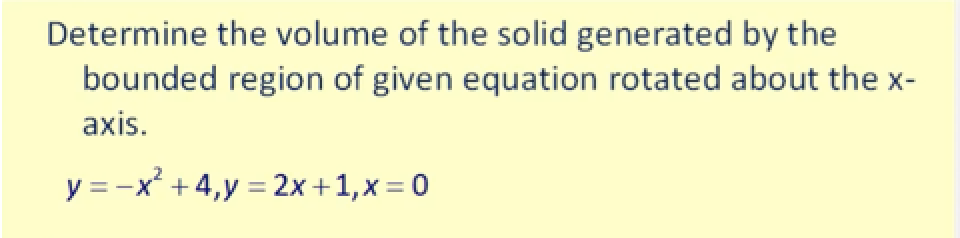 Determine the volume of the solid generated by the
bounded region of given equation rotated about the x-
axis.
y = −x² + 4, y = 2x + 1, x = 0